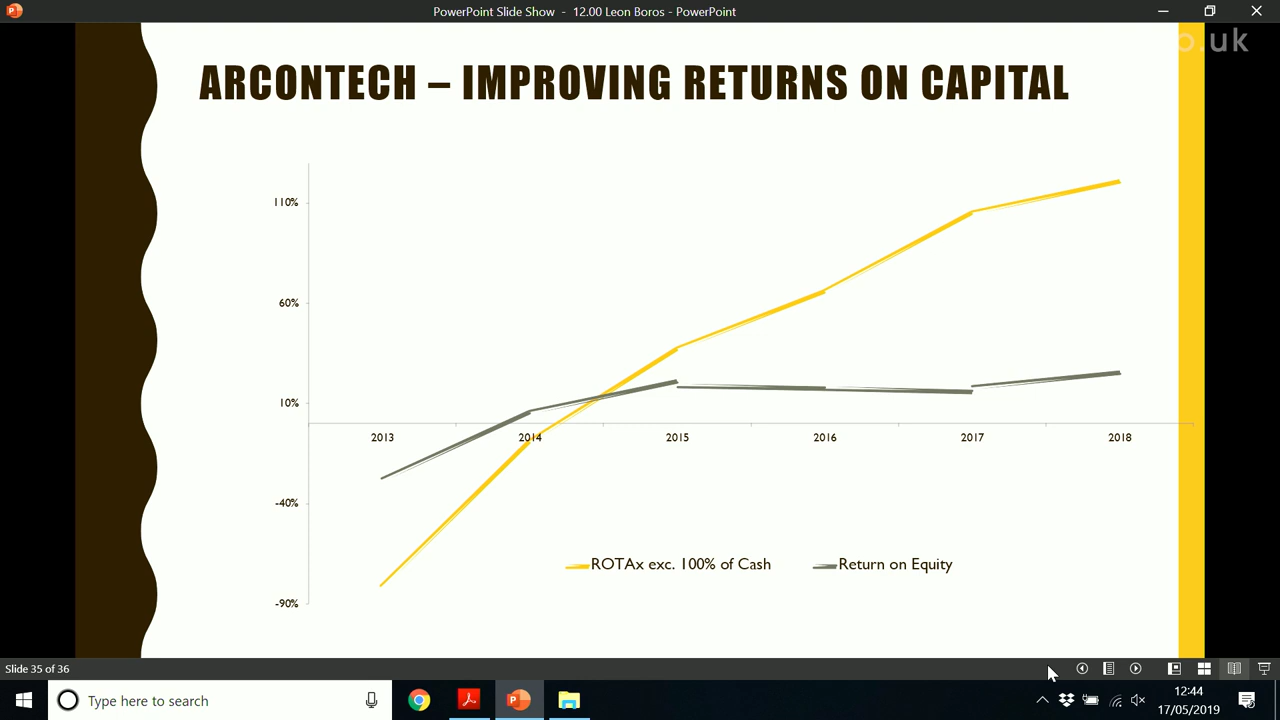 PowerPoint Slide Show - 12.00 Leon Boros - PowerPoint
o.uk
ARCONTECH – IMPROVING RETURNS ON CAPITAL
110%
60%
10%
2013 2014 2015 2016 2017 2018
-40%
ROTAx exc. 100% of Cash Return on Equity
-90%
Slide 35 of 36
Type here to search
12:44
17/05/2019